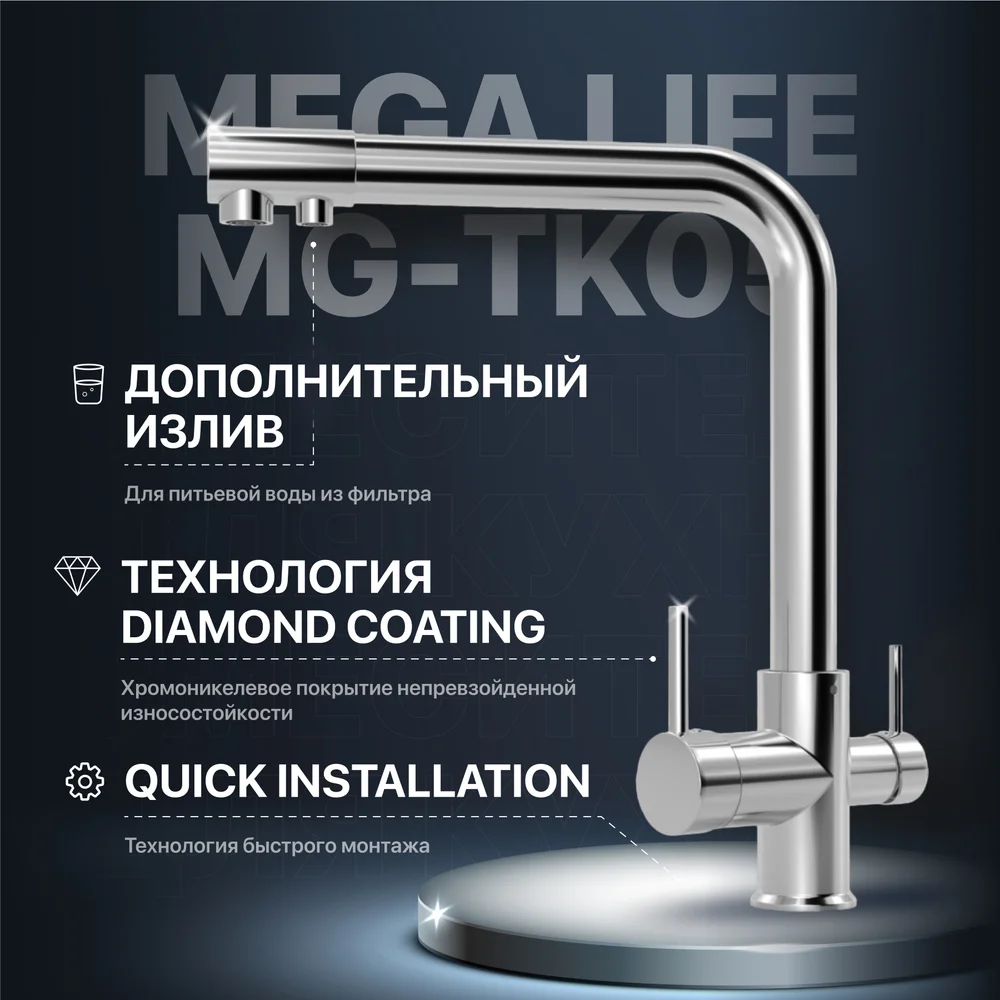 MEGA LIFE
MG-TK05
ДОПОЛНИТЕЛЬНЫЙ
ИЗЛИВ
Для питьевой воды из фильтра
ТЕХНОЛОГИЯ
DIAMOND COATING
Хромоникелевое покрытие непревзойденной
износостойкости
QUICK INSTALLATION
Технология быстрого монтажа